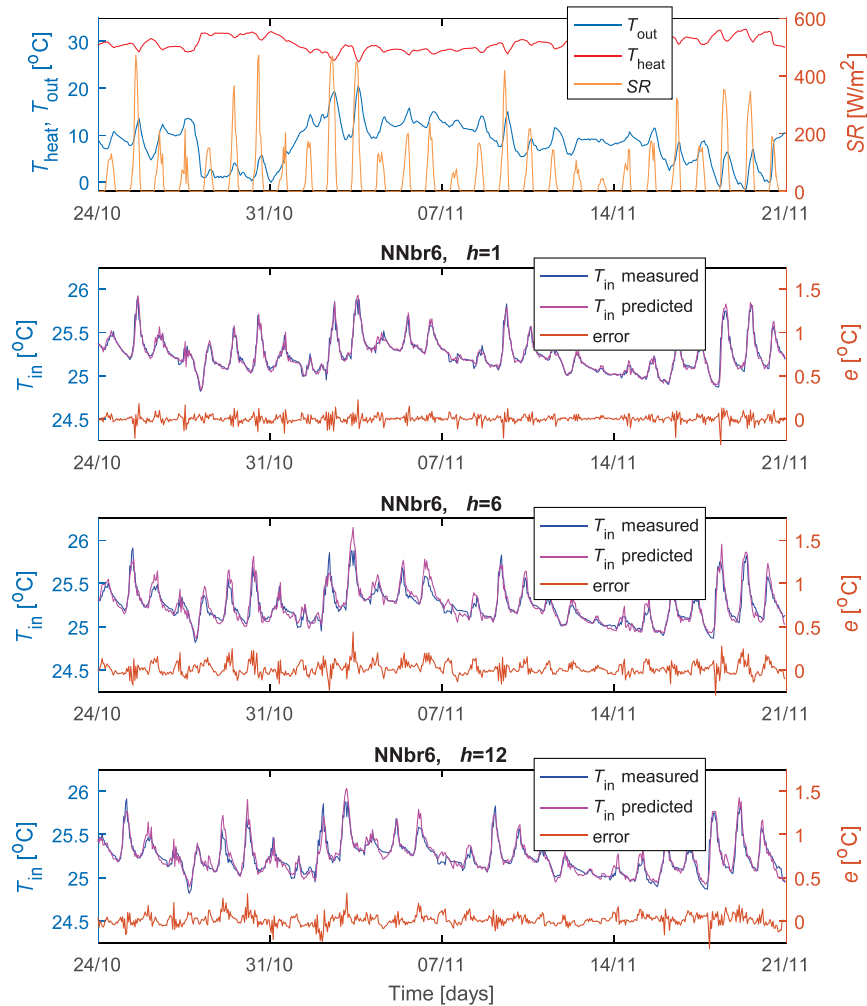 T_heat, T_out [°C]
30
20
10
0
T_out
T_heat
SR
600
400
200
0
SR [W/m²]
24/10 31/10 07/11 14/11 21/11
NNbr6, h=1
T_in [°C]
26
25.5
25
24.5
T_in measured
T_in predicted
error
1.5
1
0.5
0
e [°C]
24/10 31/10 07/11 14/11 21/11
NNbr6, h=6
T_in [°C]
26
25.5
25
24.5
T_in measured
T_in predicted
error
1.5
1
0.5
0
e [°C]
24/10 31/10 07/11 14/11 21/11
NNbr6, h=12
T_in [°C]
26
25.5
25
24.5
T_in measured
T_in predicted
error
1.5
1
0.5
0
e [°C]
24/10 31/10 07/11 14/11 21/11
Time [days]